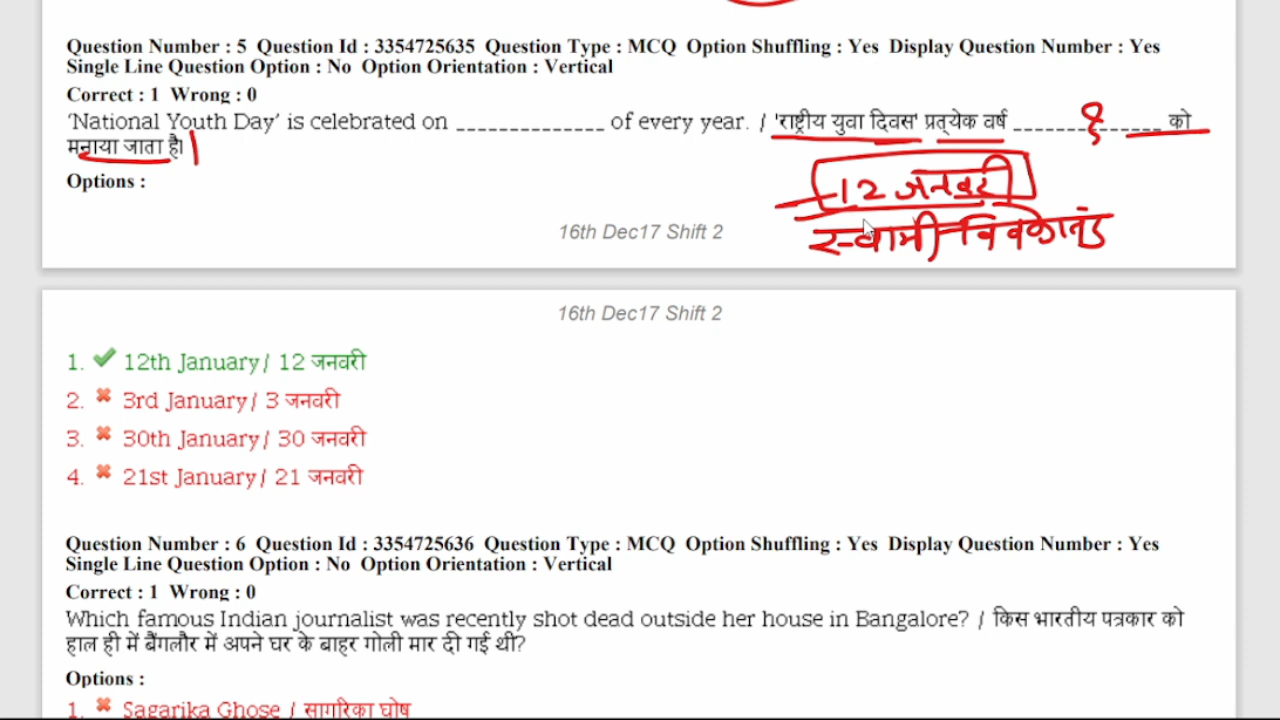 Question Number : 5 Question Id : 3354725635 Question Type : MCQ Option Shuffling : Yes Display Question Number : Yes
Single Line Question Option : No Option Orientation : Vertical
Correct : 1 Wrong : 0
‘National Youth Day’ is celebrated on ______________ of every year. / 'राष्ट्रीय युवा दिवस' प्रत्येक वर्ष ______________ को
मनाया जाता है।
Options :
12 जनवरी
16th Dec17 Shift 2
स्वामी विवेकानंद
16th Dec17 Shift 2
1. 12th January/ 12 जनवरी
2. 3rd January/ 3 जनवरी
3. 30th January/ 30 जनवरी
4. 21st January/ 21 जनवरी
Question Number : 6 Question Id : 3354725636 Question Type : MCQ Option Shuffling : Yes Display Question Number : Yes
Single Line Question Option : No Option Orientation : Vertical
Correct : 1 Wrong : 0
Which famous Indian journalist was recently shot dead outside her house in Bangalore? / किस भारतीय पत्रकार को
हाल ही में बैंगलौर में अपने घर के बाहर गोली मार दी गई थी?
Options :
1. Sagarika Ghose / सागरिका घोष